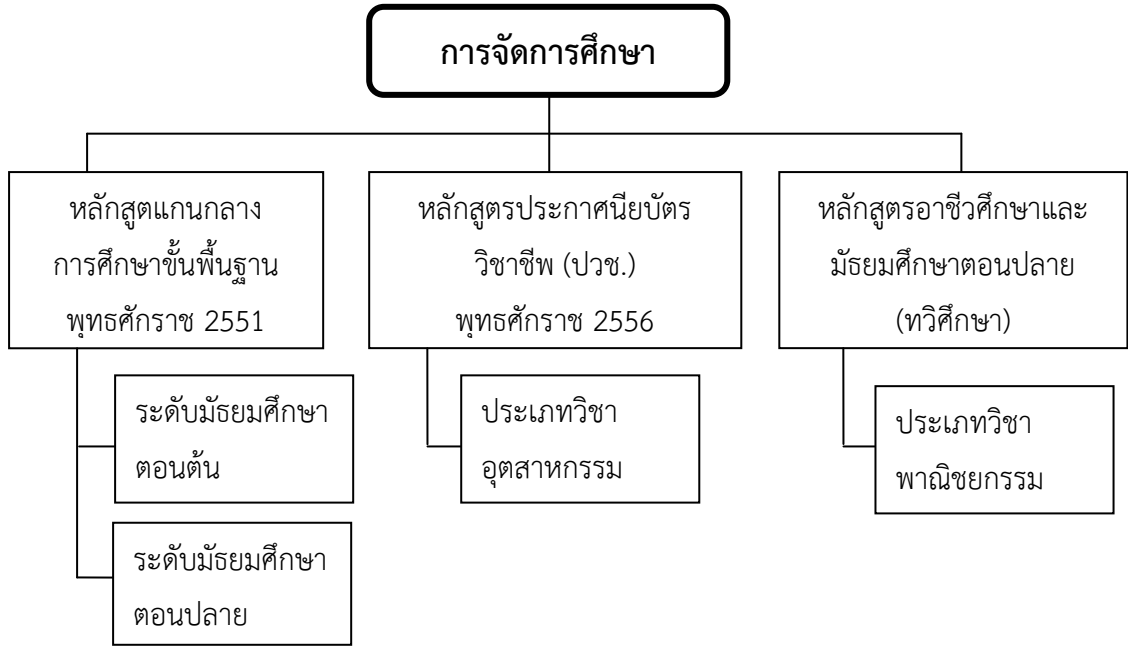 การจัดการศึกษา
หลักสูตแกนกลาง
การศึกษาขั้นพื้นฐาน
พุทธศักราช 2551
ระดับมัธยมศึกษา
ตอนต้น
ระดับมัธยมศึกษา
ตอนปลาย
หลักสูตรประกาศนียบัตร
วิชาชีพ (ปวช.)
พุทธศักราช 2556
ประเภทวิชา
อุตสาหกรรม
หลักสูตรอาชีวศึกษาและ
มัธยมศึกษาตอนปลาย
(ทวิศึกษา)
ประเภทวิชา
พาณิชยกรรม